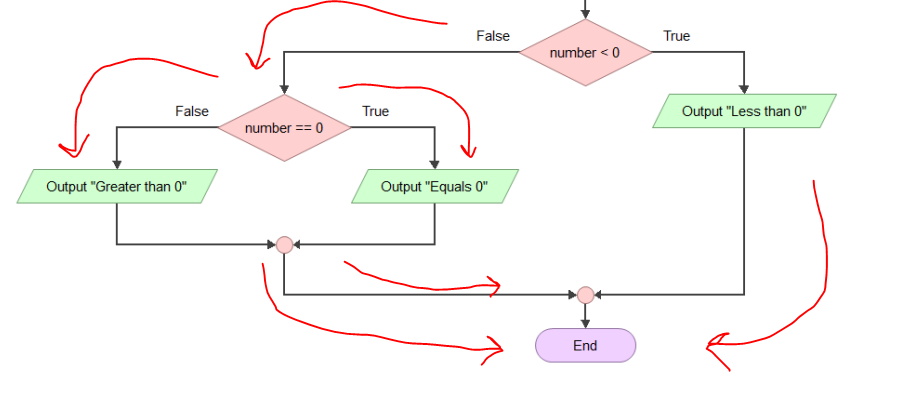 False
True
number < 0
Output "Less than 0"
False
True
number == 0
Output "Greater than 0"
Output "Equals 0"
End